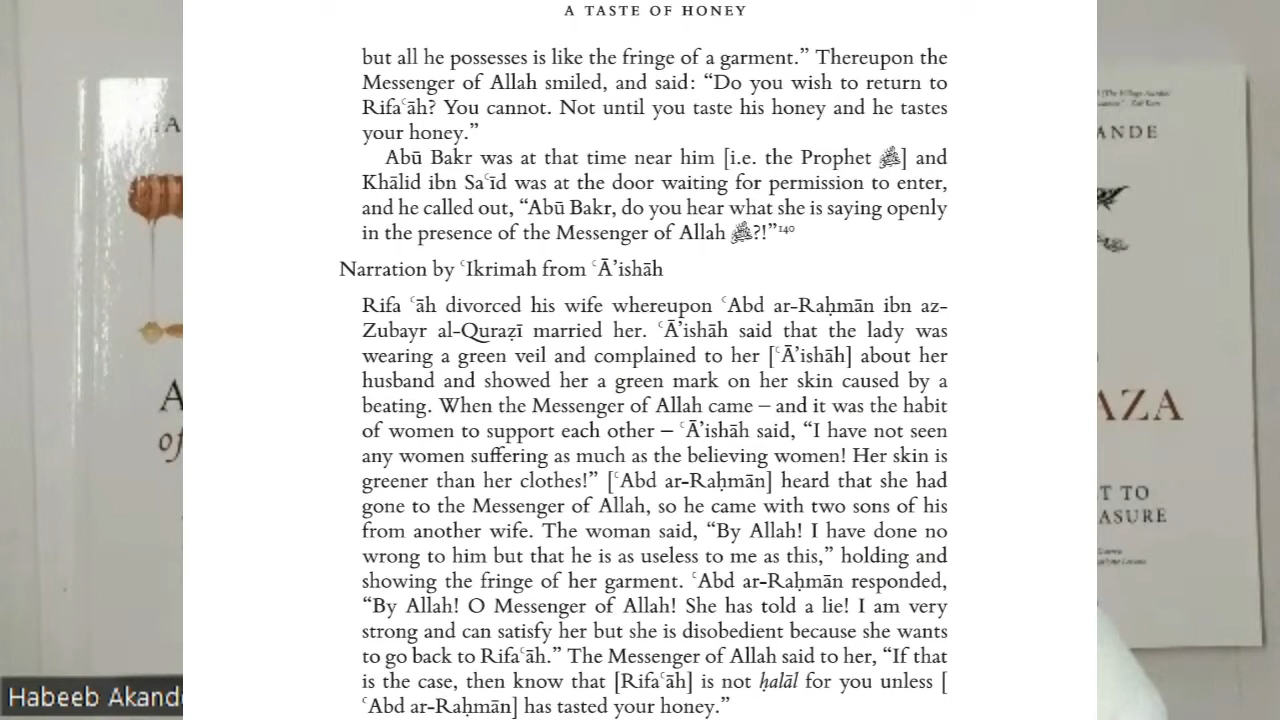 A TASTE OF HONEY
but all he possesses is like the fringe of a garment.” Thereupon the
Messenger of Allah smiled, and said: “Do you wish to return to
Rifaʿāh? You cannot. Not until you taste his honey and he tastes
your honey.”
Abū Bakr was at that time near him [i.e. the Prophet ﷺ] and
Khālid ibn Saʿīd was at the door waiting for permission to enter,
and he called out, “Abū Bakr, do you hear what she is saying openly
in the presence of the Messenger of Allah ﷺ?!”¹⁴⁰
Narration by ʿIkrimah from ʿĀ’ishāh
Rifa ʿāh divorced his wife whereupon ʿAbd ar-Raḥmān ibn az-
Zubayr al-Quraẓī married her. ʿĀ’ishāh said that the lady was
wearing a green veil and complained to her [ʿĀ’ishāh] about her
husband and showed her a green mark on her skin caused by a
beating. When the Messenger of Allah came – and it was the habit
of women to support each other – ʿĀ’ishāh said, “I have not seen
any women suffering as much as the believing women! Her skin is
greener than her clothes!” [ʿAbd ar-Raḥmān] heard that she had
gone to the Messenger of Allah, so he came with two sons of his
from another wife. The woman said, “By Allah! I have done no
wrong to him but that he is as useless to me as this,” holding and
showing the fringe of her garment. ʿAbd ar-Raḥmān responded,
“By Allah! O Messenger of Allah! She has told a lie! I am very
strong and can satisfy her but she is disobedient because she wants
to go back to Rifaʿāh.” The Messenger of Allah said to her, “If that
is the case, then know that [Rifaʿāh] is not ḥalāl for you unless [
ʿAbd ar-Raḥmān] has tasted your honey.”
A
of
ANDE
AZA
T TO
ASURE
Habeeb Akand